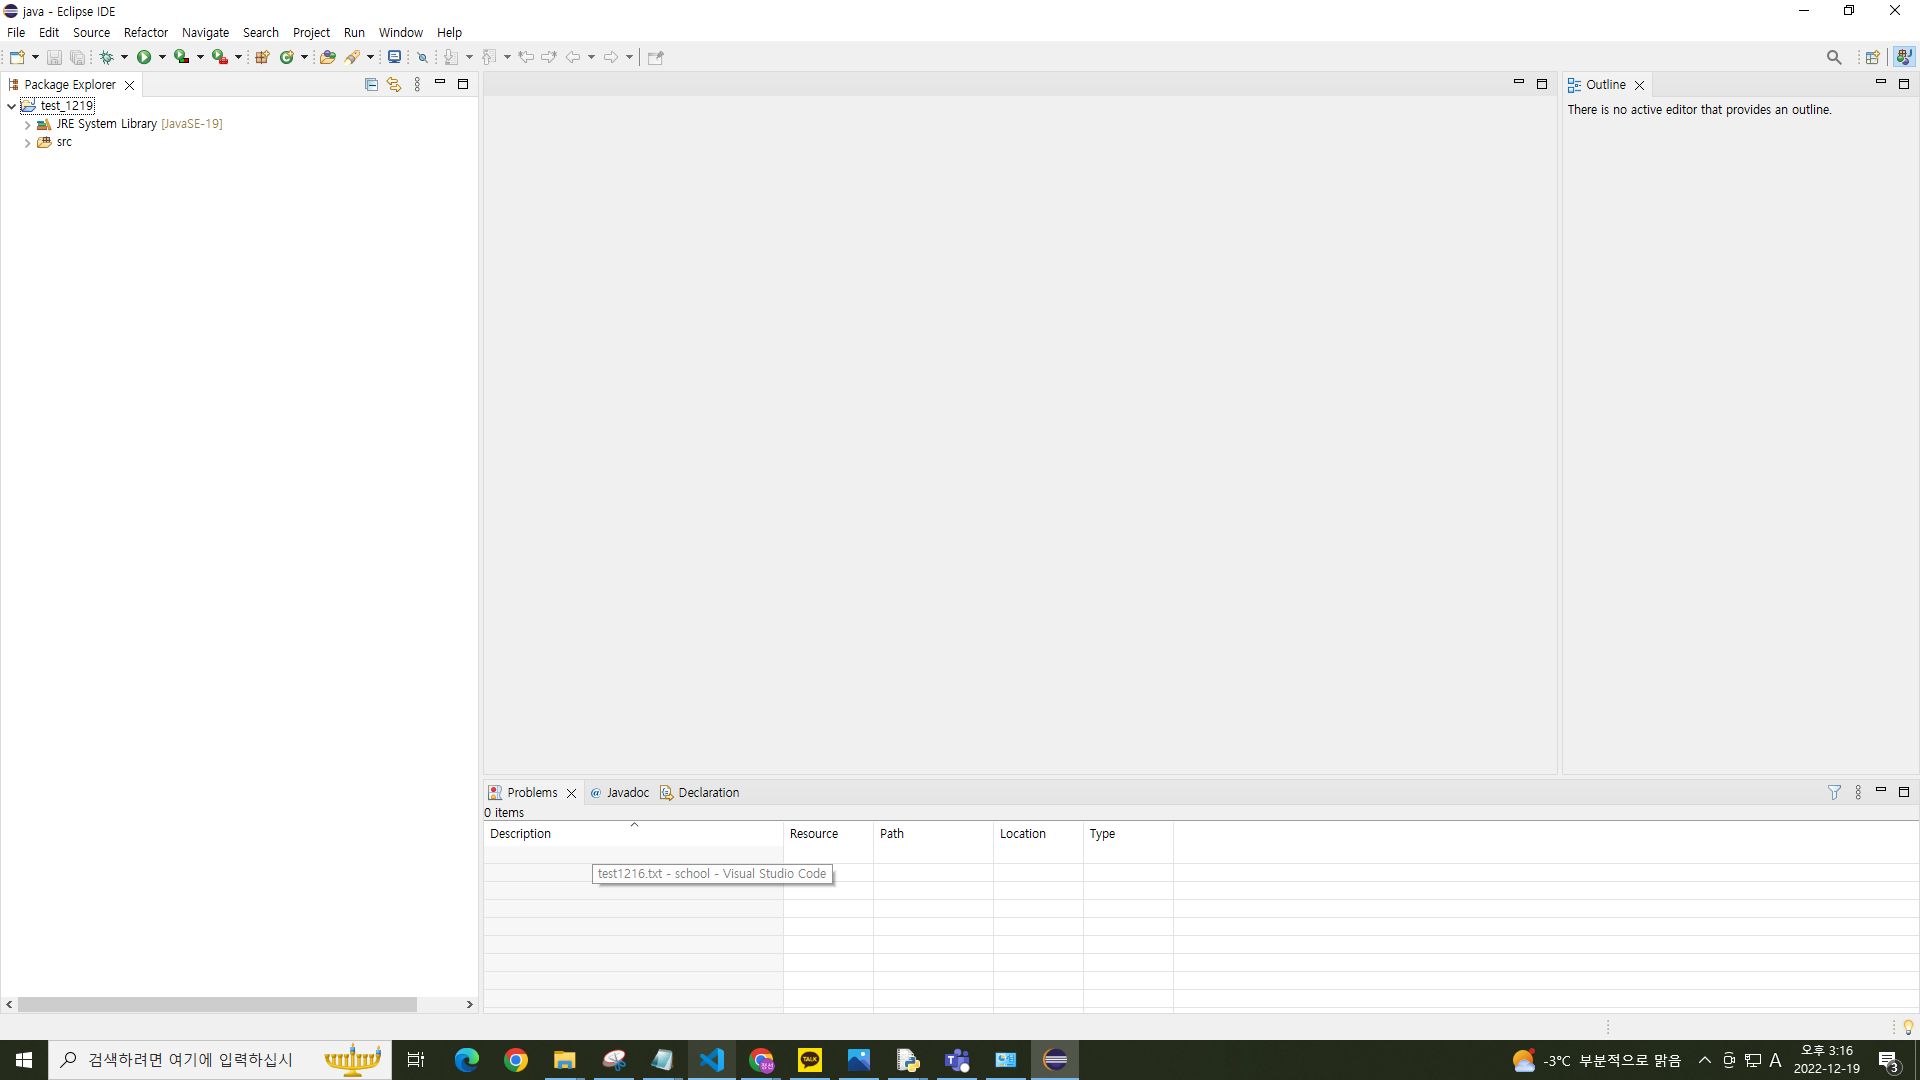 java - Eclipse IDE
File Edit Source Refactor Navigate Search Project Run Window Help
Package Explorer
test_1219
JRE System Library [JavaSE-19]
src
Outline
There is no active editor that provides an outline.
Problems @ Javadoc Declaration
0 items
Description Resource Path Location Type
test1216.txt - school - Visual Studio Code
검색하려면 여기에 입력하십시
TALK
정선
-3°C 부분적으로 맑음
A
오후 3:16
2022-12-19
3